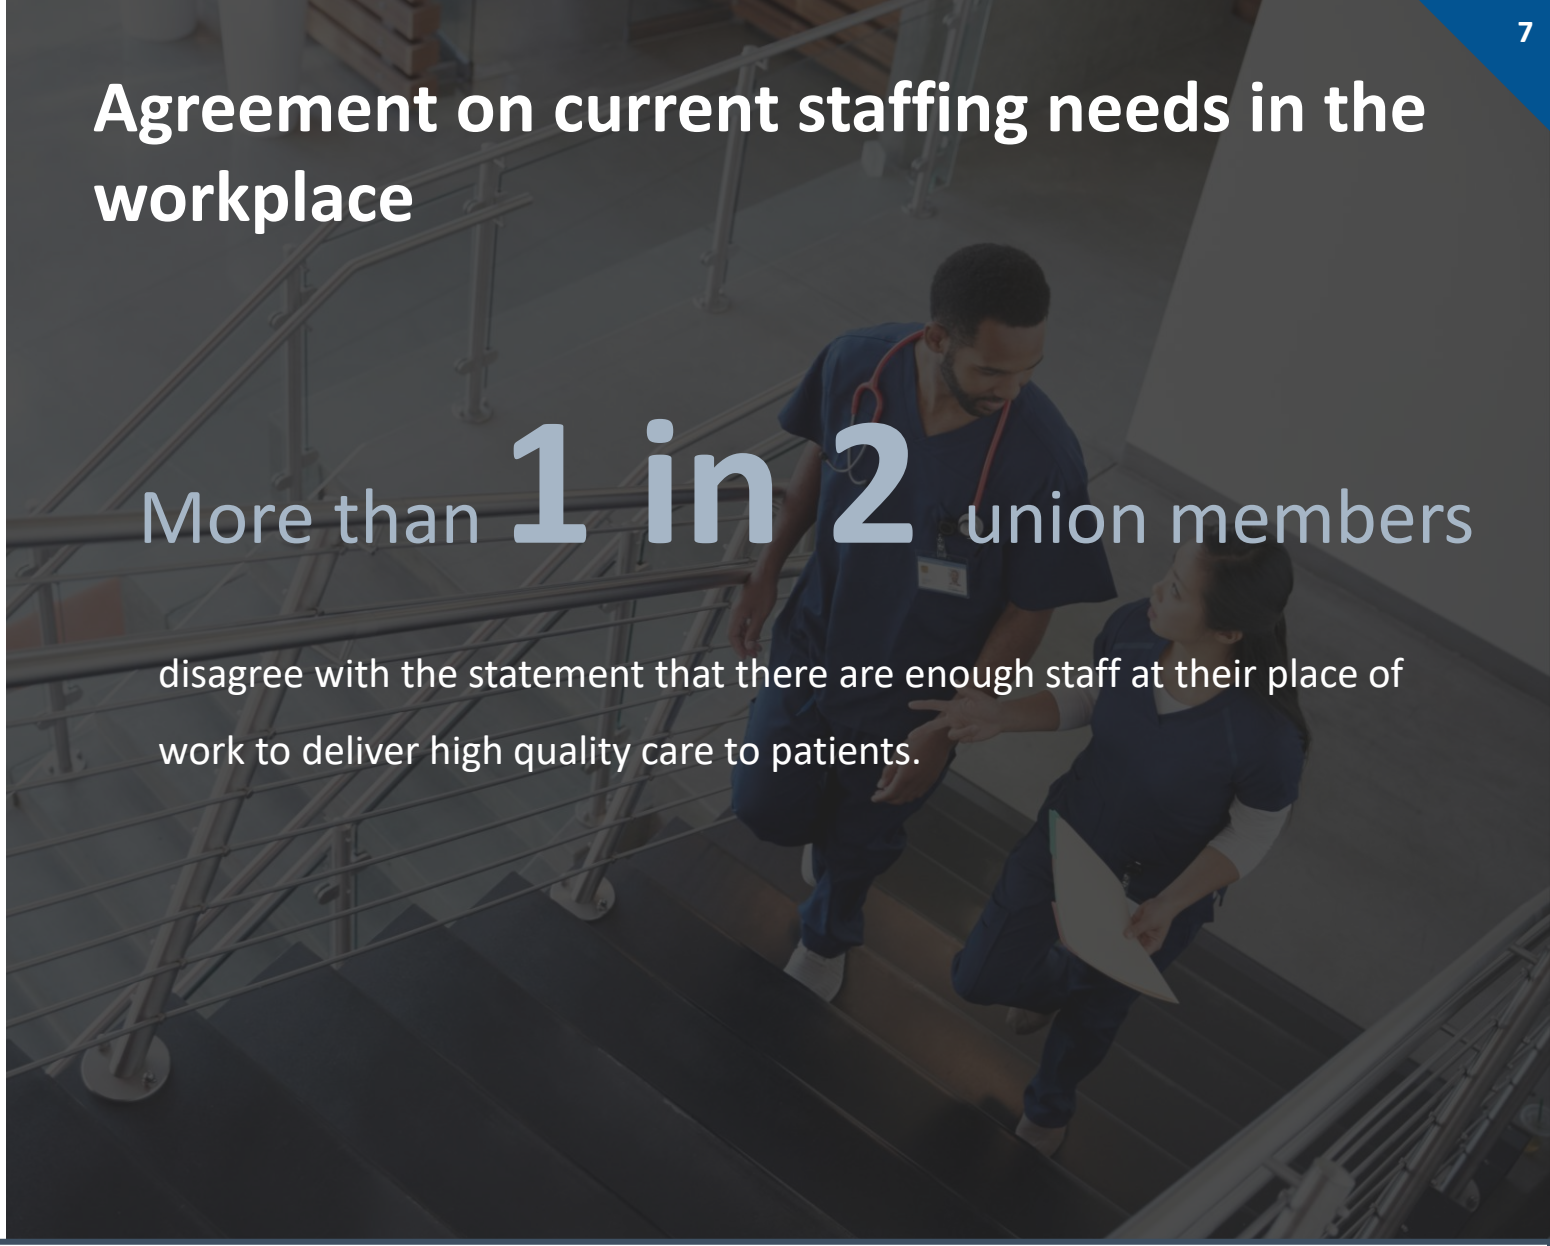 7
Agreement on current staffing needs in the
workplace
More than 1 in 2 union members
disagree with the statement that there are enough staff at their place of
work to deliver high quality care to patients.